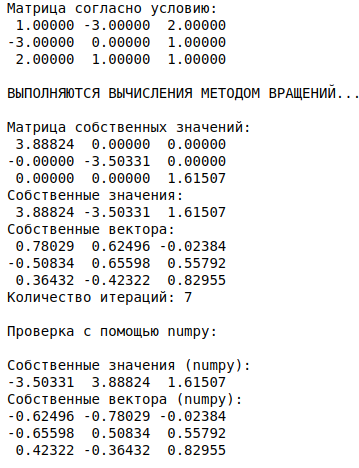 Матрица согласно условию:
 1.00000 -3.00000  2.00000
-3.00000  0.00000  1.00000
 2.00000  1.00000  1.00000
ВЫПОЛНЯЮТСЯ ВЫЧИСЛЕНИЯ МЕТОДОМ ВРАЩЕНИЙ...
Матрица собственных значений:
 3.88824  0.00000  0.00000
-0.00000 -3.50331  0.00000
 0.00000  0.00000  1.61507
Собственные значения:
 3.88824 -3.50331  1.61507
Собственные вектора:
 0.78029  0.62496 -0.02384
-0.50834  0.65598  0.55792
 0.36432 -0.42322  0.82955
Количество итераций: 7
Проверка с помощью numpy:
Собственные значения (numpy):
-3.50331  3.88824  1.61507
Собственные вектора (numpy):
-0.62496 -0.78029 -0.02384
-0.65598  0.50834  0.55792
 0.42322 -0.36432  0.82955